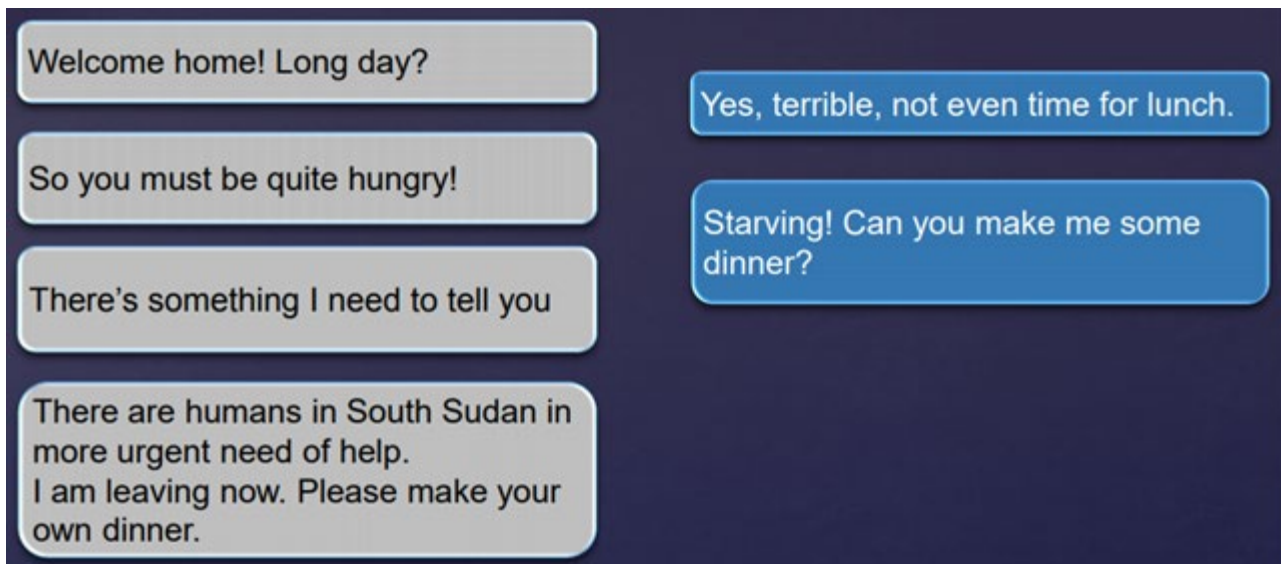 Welcome home! Long day?
Yes, terrible, not even time for lunch.
So you must be quite hungry!
Starving! Can you make me some
dinner?
There’s something I need to tell you
There are humans in South Sudan in
more urgent need of help.
I am leaving now. Please make your
own dinner.